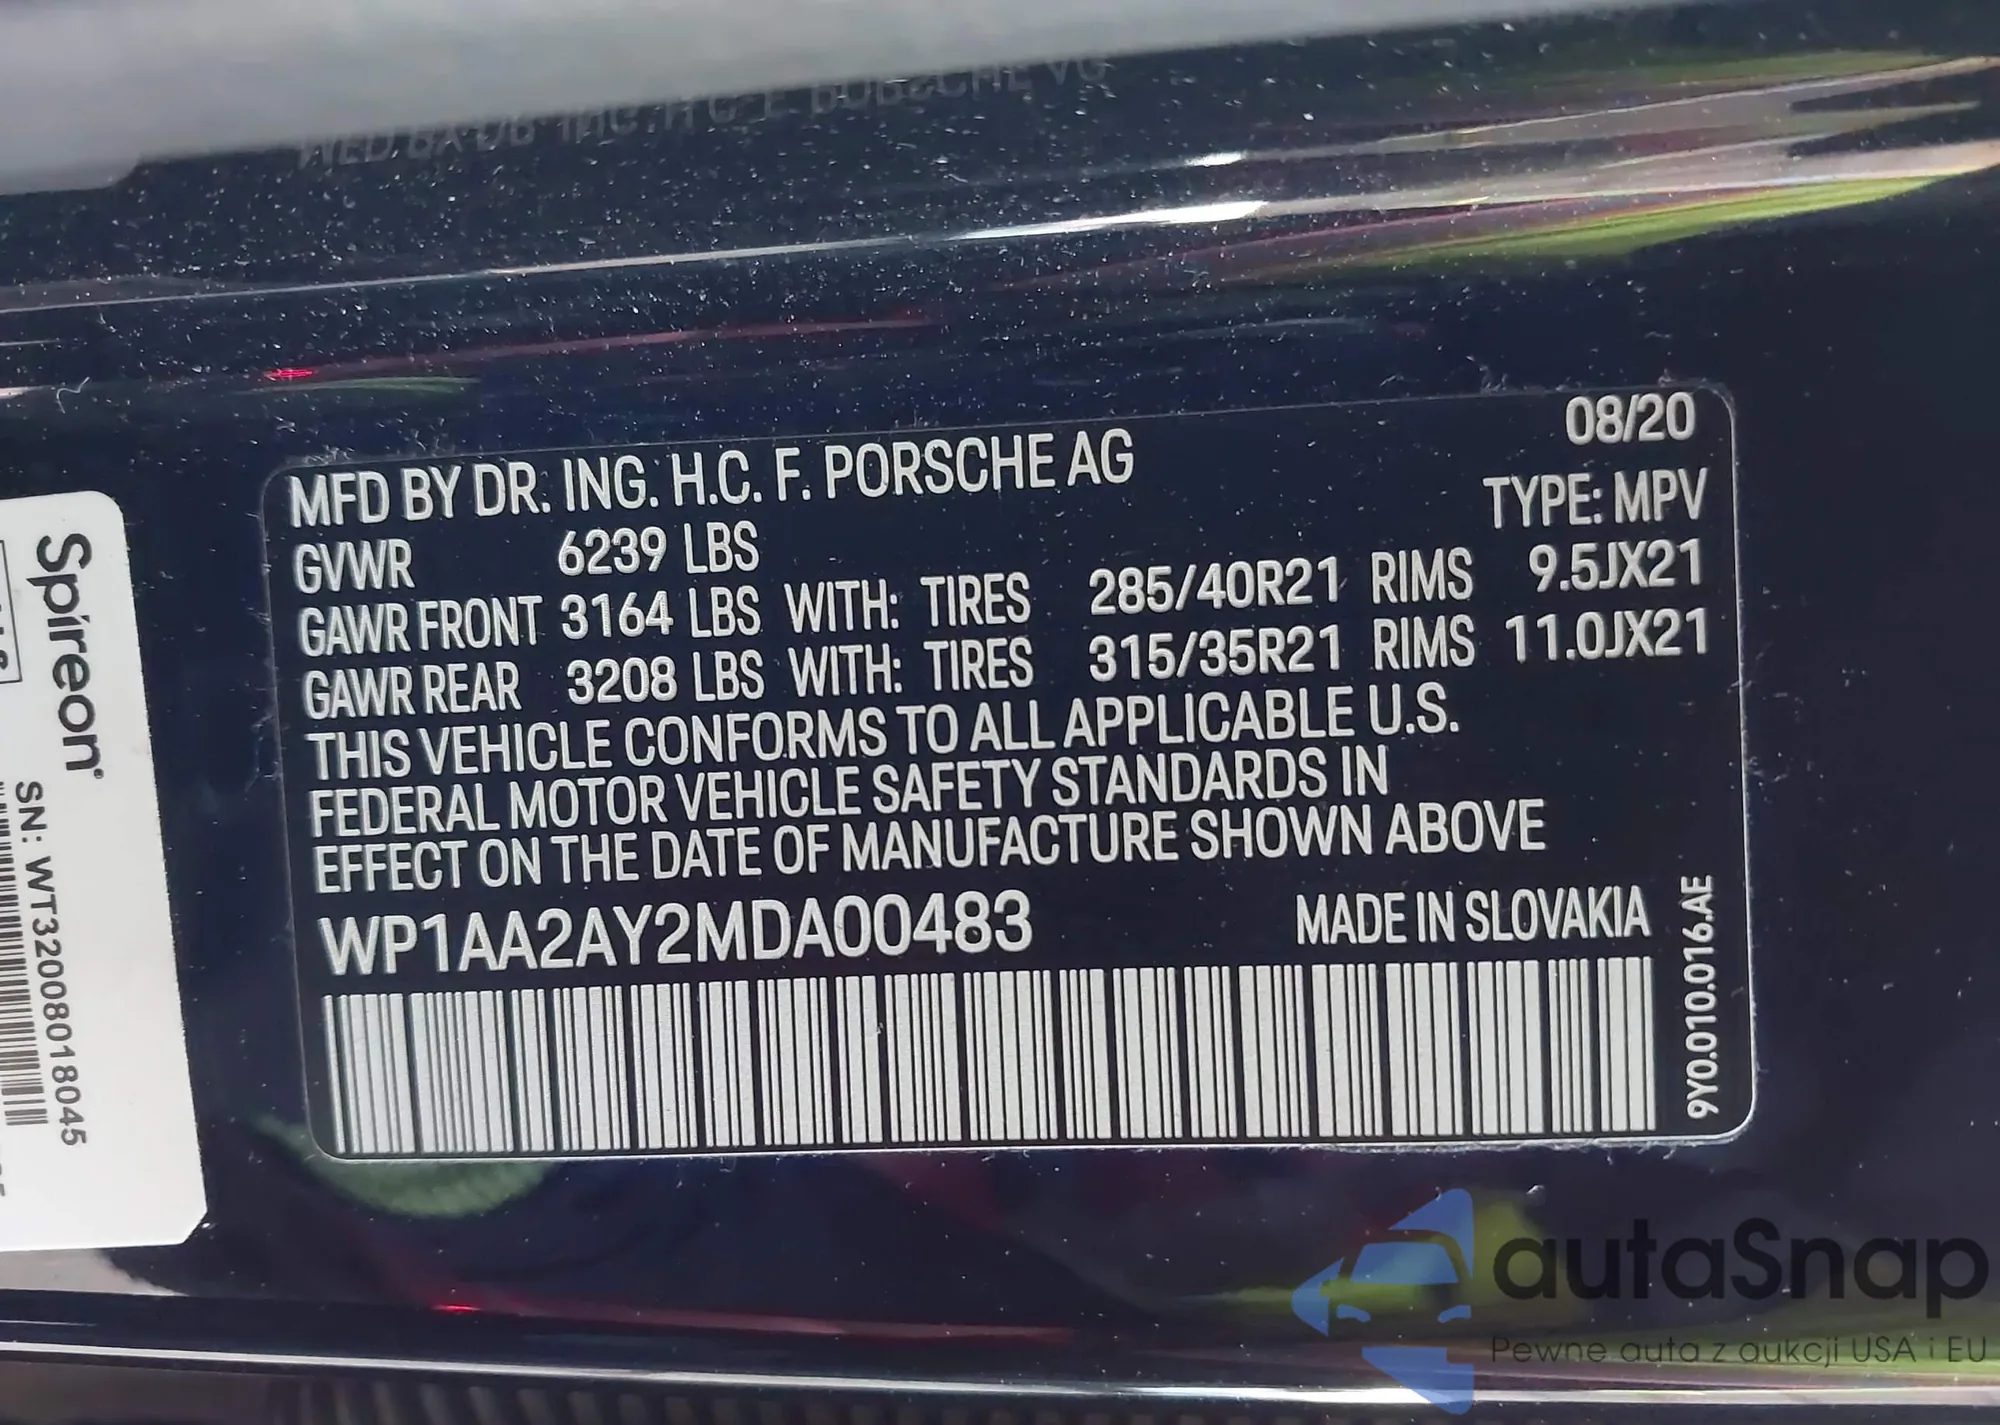 MFD BY DR. ING. H.C. F. PORSCHE AG
08/20
TYPE: MPV
GVWR 6239 LBS
GAWR FRONT 3164 LBS WITH: TIRES 285/40R21 RIMS 9.5JX21
GAWR REAR 3208 LBS WITH: TIRES 315/35R21 RIMS 11.0JX21
THIS VEHICLE CONFORMS TO ALL APPLICABLE U.S.
FEDERAL MOTOR VEHICLE SAFETY STANDARDS IN
EFFECT ON THE DATE OF MANUFACTURE SHOWN ABOVE
WP1AA2AY2MDA00483
MADE IN SLOVAKIA
9Y0.010.016.AE
Spireon
SN: WT32008018045
autaSnap
Pewne auta z aukcji USA i EU